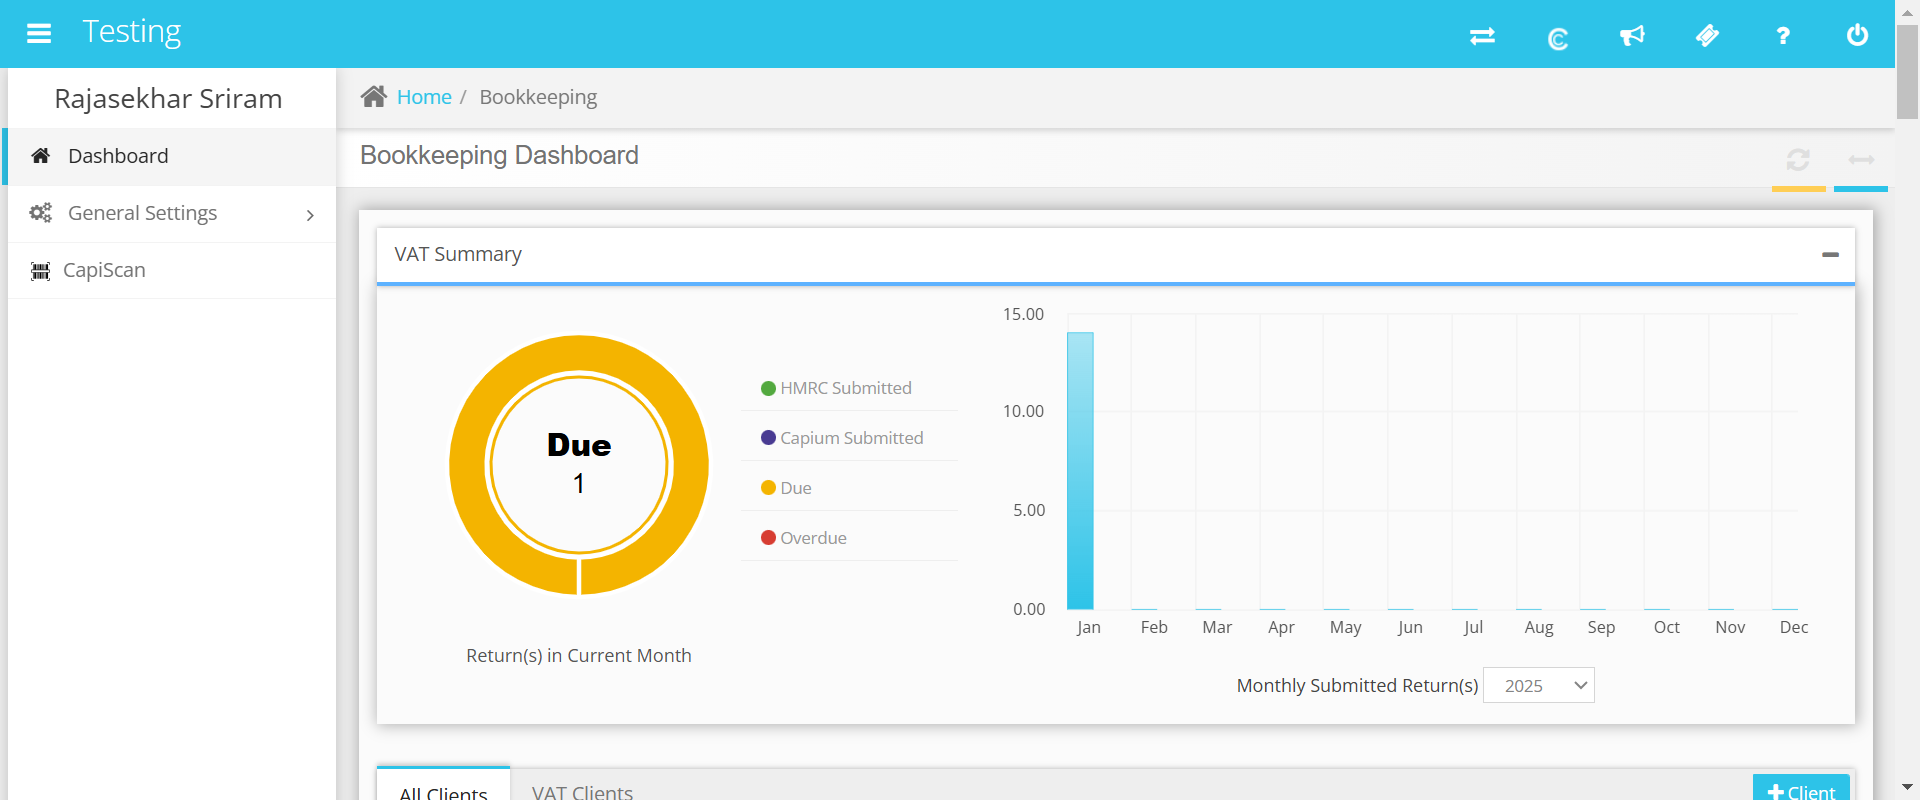 Testing
?
Rajasekhar Sriram
Home / Bookkeeping
Dashboard
Bookkeeping Dashboard
General Settings
CapiScan
VAT Summary
Due
1
HMRC Submitted
Capium Submitted
Due
Overdue
Return(s) in Current Month
15.00
10.00
5.00
0.00
Jan Feb Mar Apr May Jun Jul Aug Sep Oct Nov Dec
Monthly Submitted Return(s) 2025
All Clients VAT Clients
+ Client